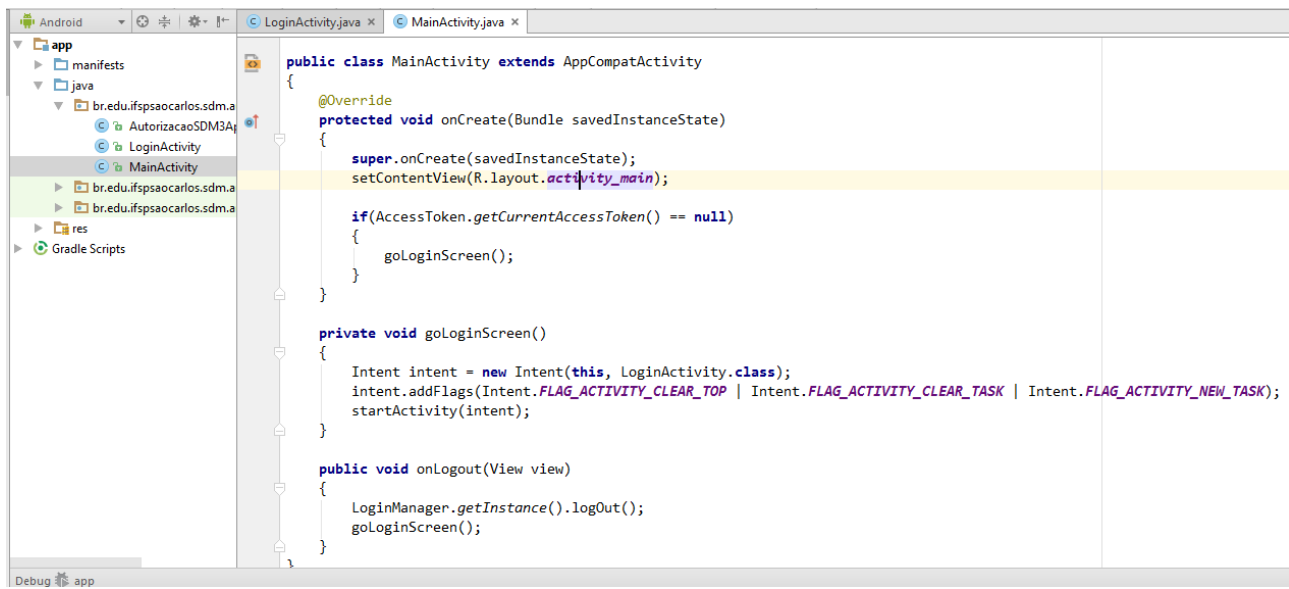 Android
LoginActivity.java ×
MainActivity.java ×
app
manifests
java
br.edu.ifspsaocarlos.sdm.a
AutorizacaoSDM3Ap
LoginActivity
MainActivity
br.edu.ifspsaocarlos.sdm.a
br.edu.ifspsaocarlos.sdm.a
res
Gradle Scripts
public class MainActivity extends AppCompatActivity
{
@Override
protected void onCreate(Bundle savedInstanceState)
{
super.onCreate(savedInstanceState);
setContentView(R.layout.activity_main);
if(AccessToken.getCurrentAccessToken() == null)
{
goLoginScreen();
}
}
private void goLoginScreen()
{
Intent intent = new Intent(this, LoginActivity.class);
intent.addFlags(Intent.FLAG_ACTIVITY_CLEAR_TOP | Intent.FLAG_ACTIVITY_CLEAR_TASK | Intent.FLAG_ACTIVITY_NEW_TASK);
startActivity(intent);
}
public void onLogout(View view)
{
LoginManager.getInstance().logOut();
goLoginScreen();
}
}
Debug app